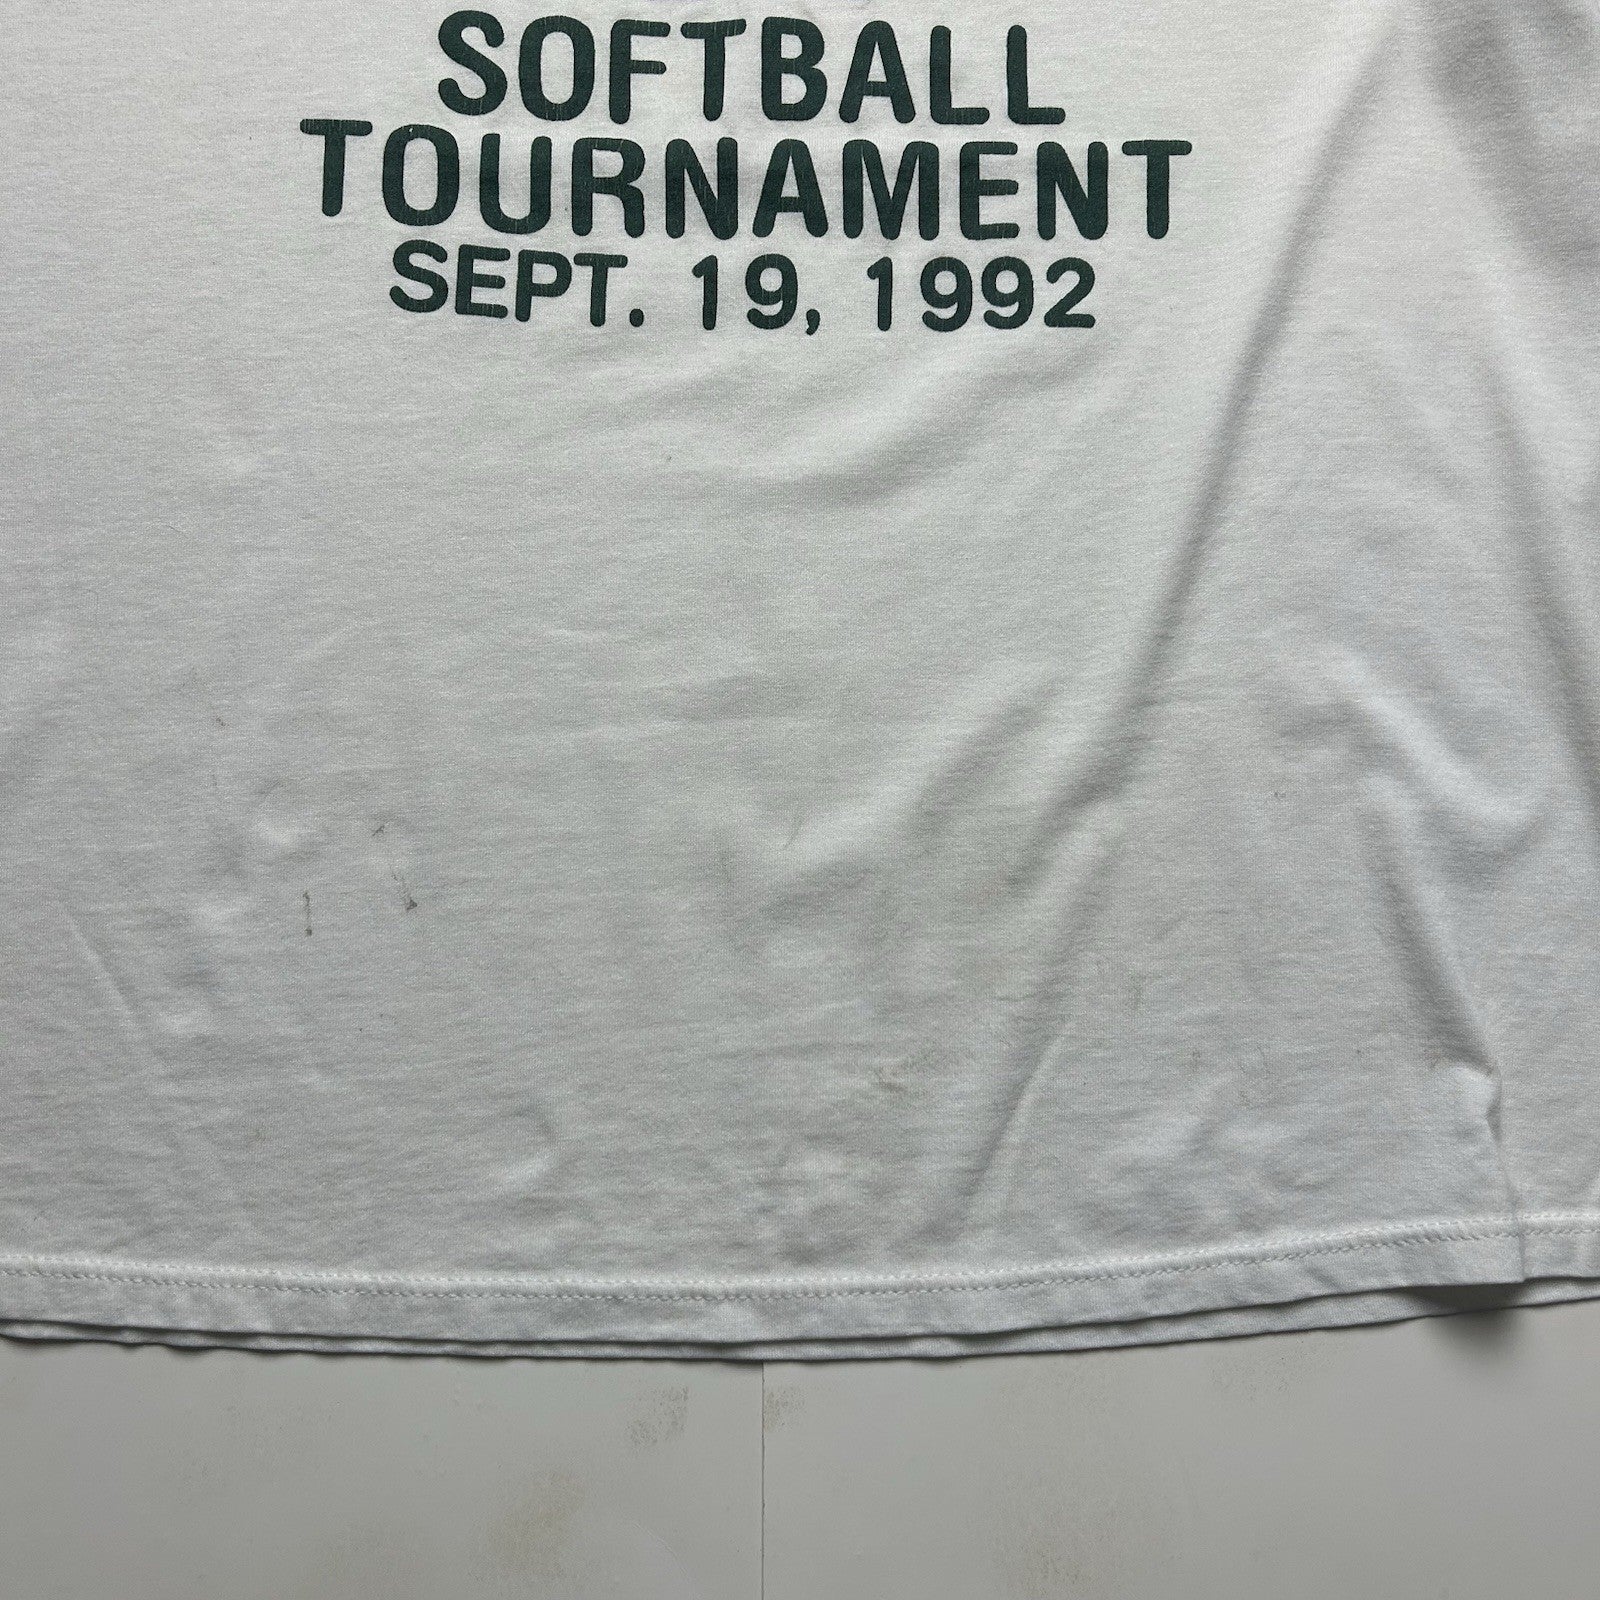 SOFTBALL
TOURNAMENT
SEPT. 19, 1992